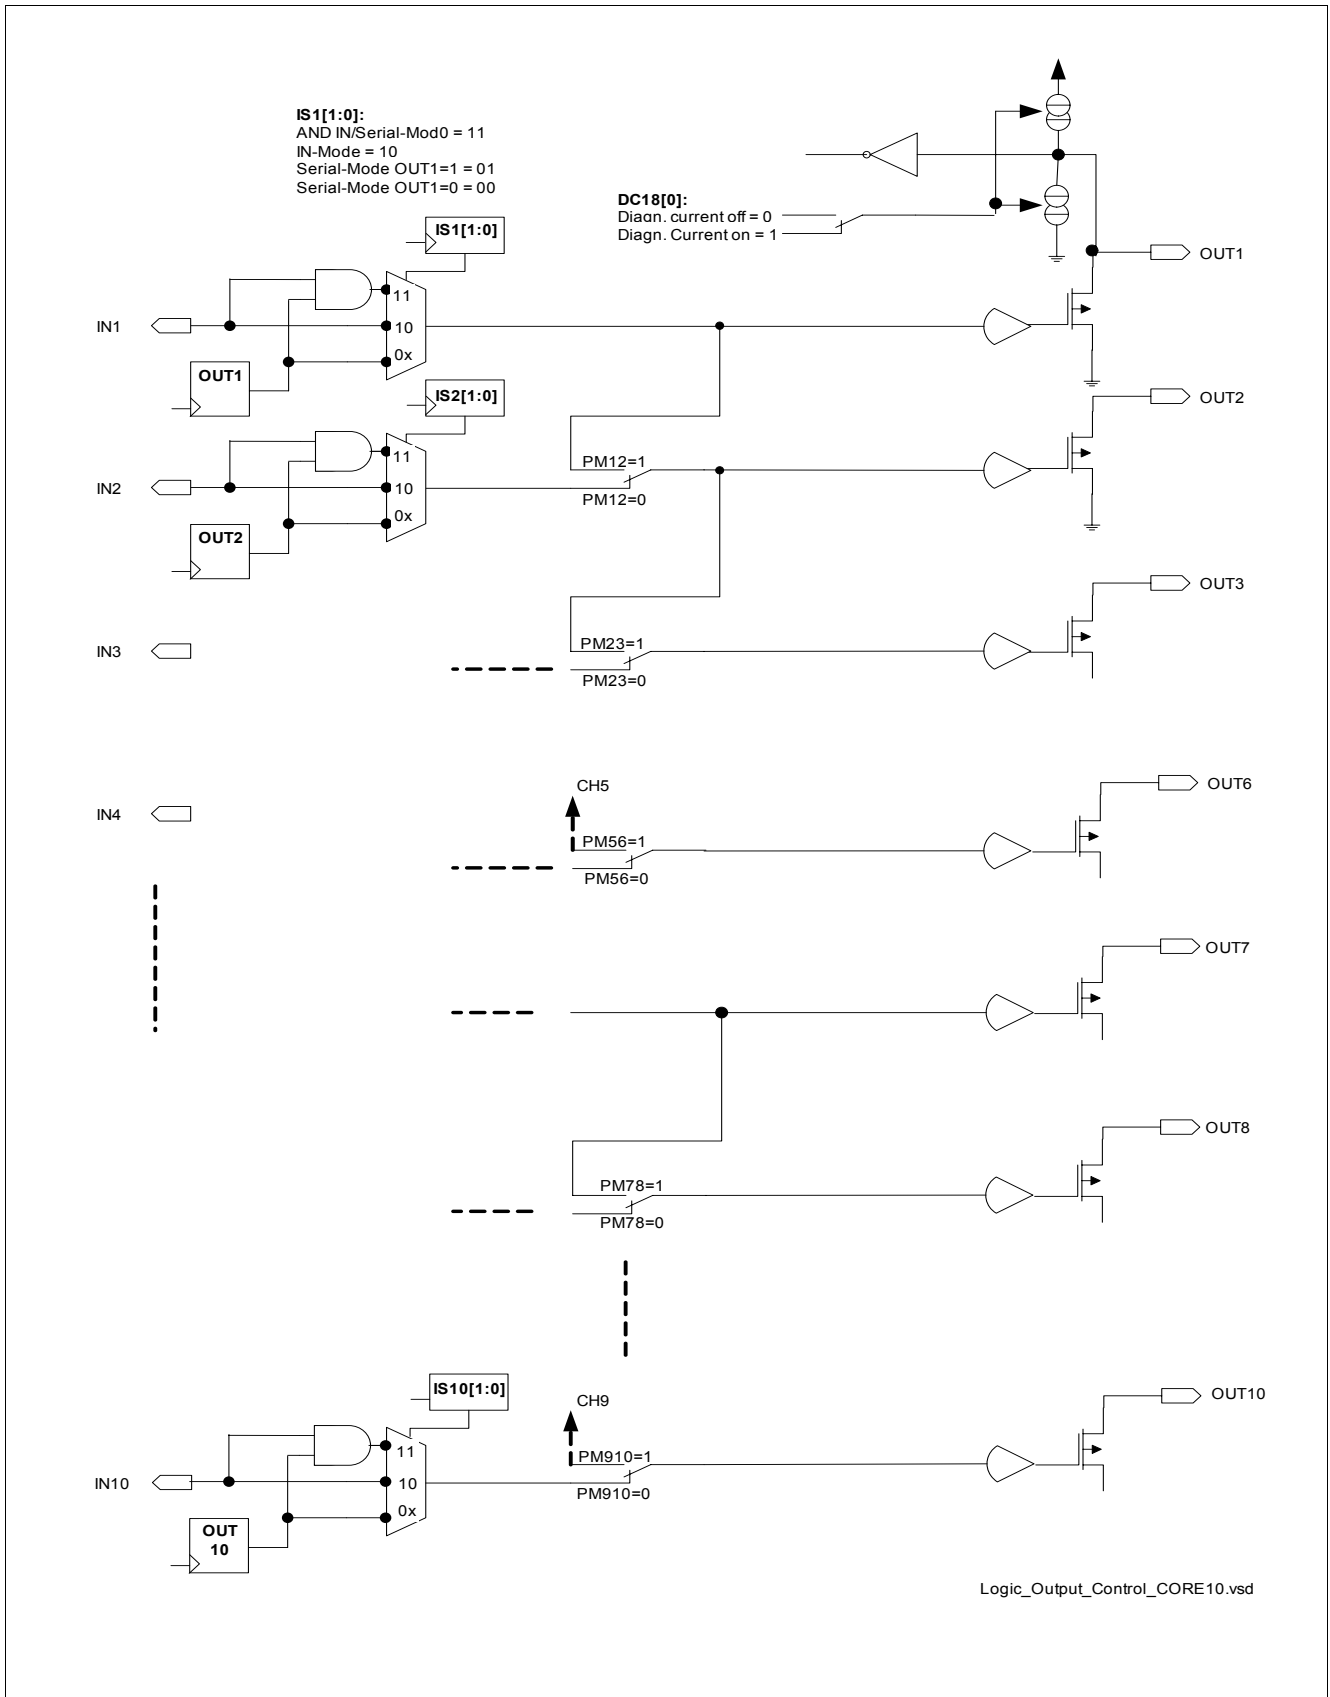 IS1[1:0]:
AND IN/Serial-Mod0 = 11
IN-Mode = 10
Serial-Mode OUT1=1 = 01
Serial-Mode OUT1=0 = 00
DC18[0]:
Diagn. current off = 0
Diagn. Current on = 1
IS1[1:0]
OUT1
11
IN1
10
0x
OUT1
IS2[1:0]
OUT2
11
PM12=1
IN2
10
PM12=0
0x
OUT2
OUT3
IN3
PM23=1
PM23=0
CH5
OUT6
IN4
PM56=1
PM56=0
OUT7
OUT8
PM78=1
PM78=0
IS10[1:0]
CH9
OUT10
11
PM910=1
IN10
10
PM910=0
0x
OUT
10
Logic_Output_Control_CORE10.vsd